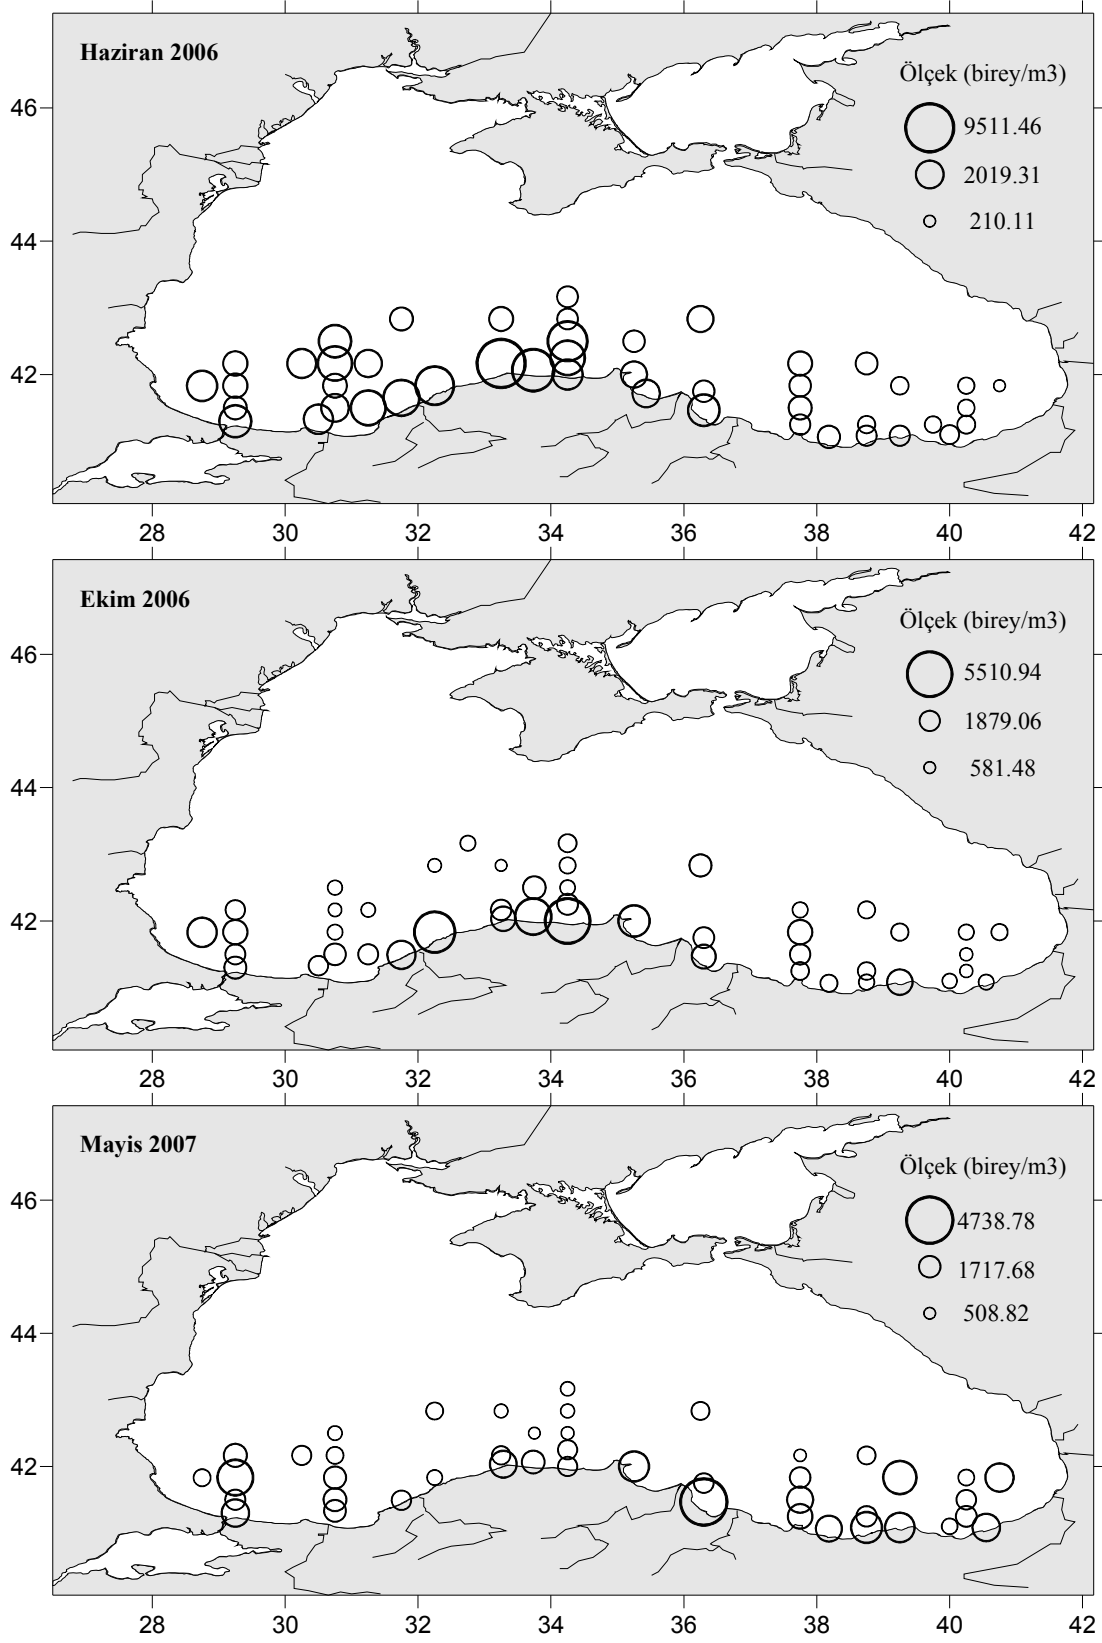 Haziran 2006
Ölçek (birey/m3)
9511.46
2019.31
210.11
46
44
42
28 30 32 34 36 38 40 42
Ekim 2006
Ölçek (birey/m3)
5510.94
1879.06
581.48
46
44
42
28 30 32 34 36 38 40 42
Mayis 2007
Ölçek (birey/m3)
4738.78
1717.68
508.82
46
44
42
28 30 32 34 36 38 40 42